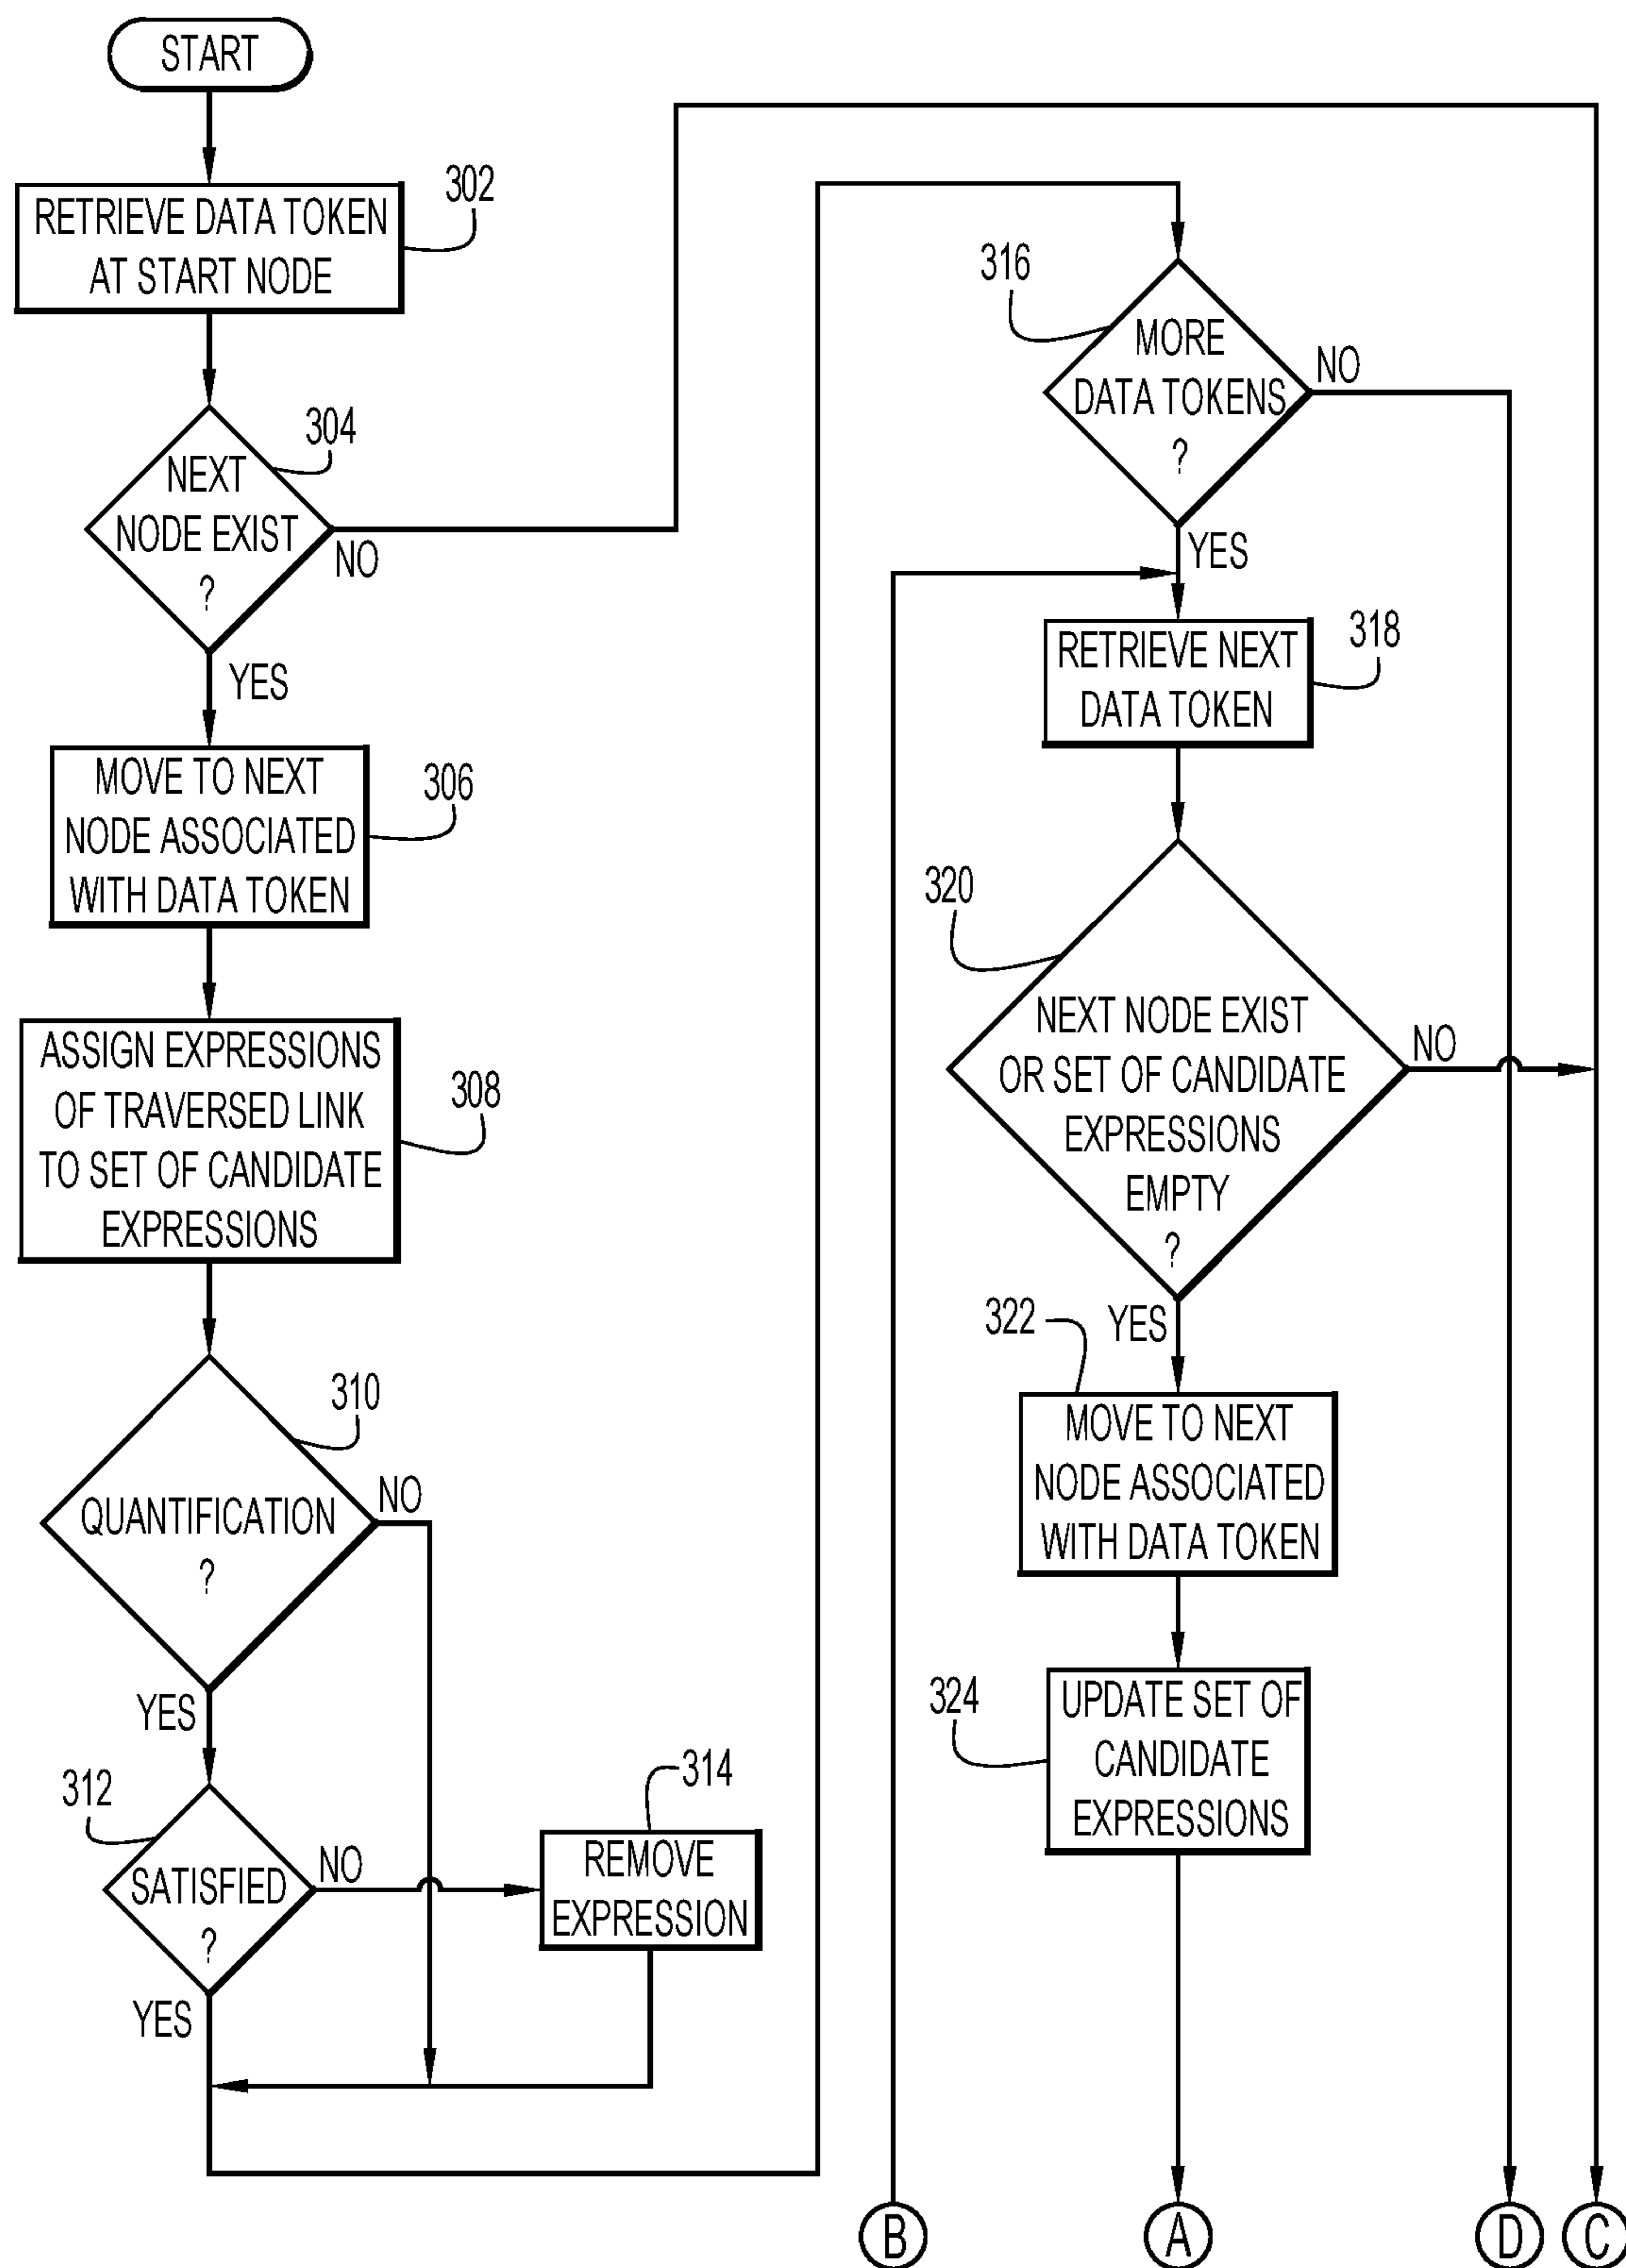 START
302
RETRIEVE DATA TOKEN
AT START NODE
304
NEXT
NODE EXIST
?
NO
YES
306
MOVE TO NEXT
NODE ASSOCIATED
WITH DATA TOKEN
308
ASSIGN EXPRESSIONS
OF TRAVERSED LINK
TO SET OF CANDIDATE
EXPRESSIONS
310
QUANTIFICATION
?
NO
YES
312
SATISFIED
?
NO
YES
314
REMOVE
EXPRESSION
316
MORE
DATA TOKENS
?
NO
YES
318
RETRIEVE NEXT
DATA TOKEN
320
NEXT NODE EXIST
OR SET OF CANDIDATE
EXPRESSIONS
EMPTY
?
NO
YES
322
MOVE TO NEXT
NODE ASSOCIATED
WITH DATA TOKEN
324
UPDATE SET OF
CANDIDATE
EXPRESSIONS
B
A
D
C